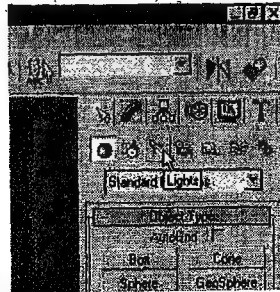 Standard Lights
Object Type
AutoGrid
Box Cone
Sphere GeoSphere